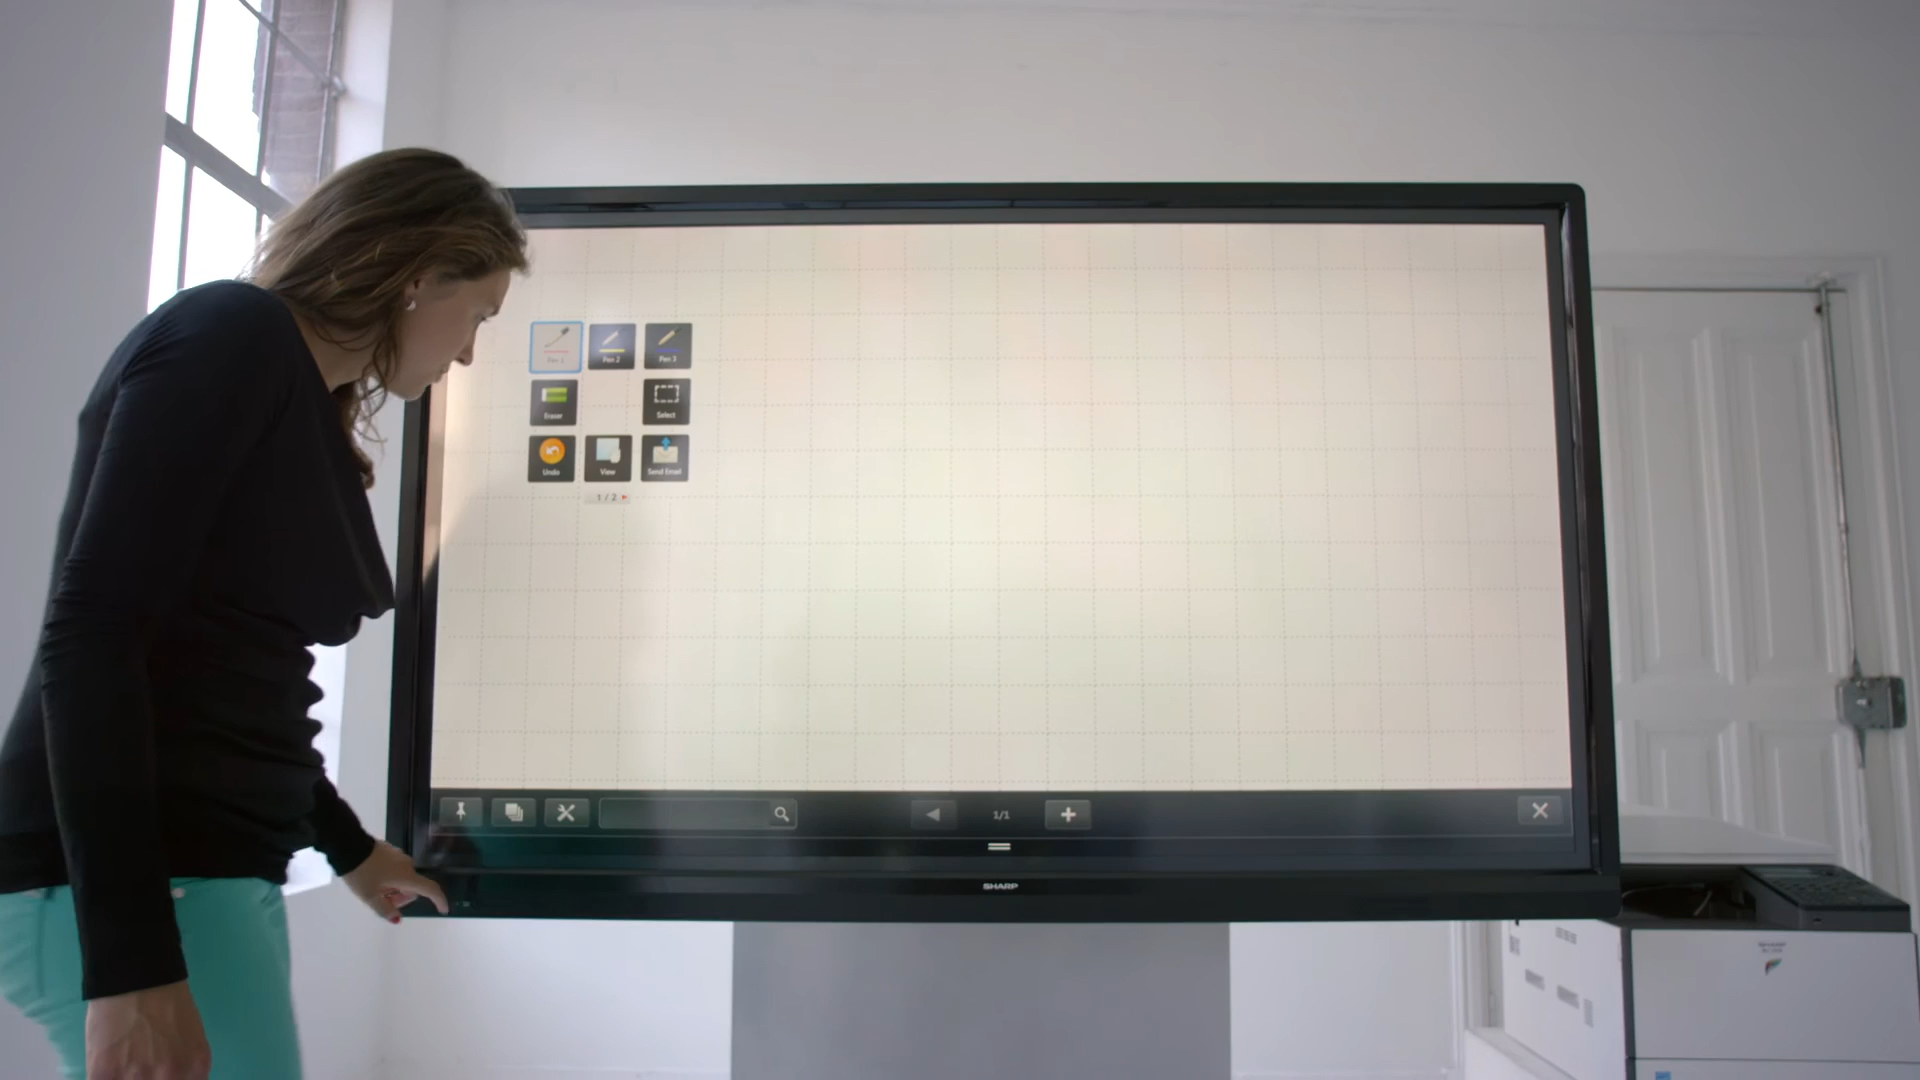 Pen 1 Pen 2 Pen 3
Eraser Select
Undo View Send Email
1 / 2
1/1
SHARP